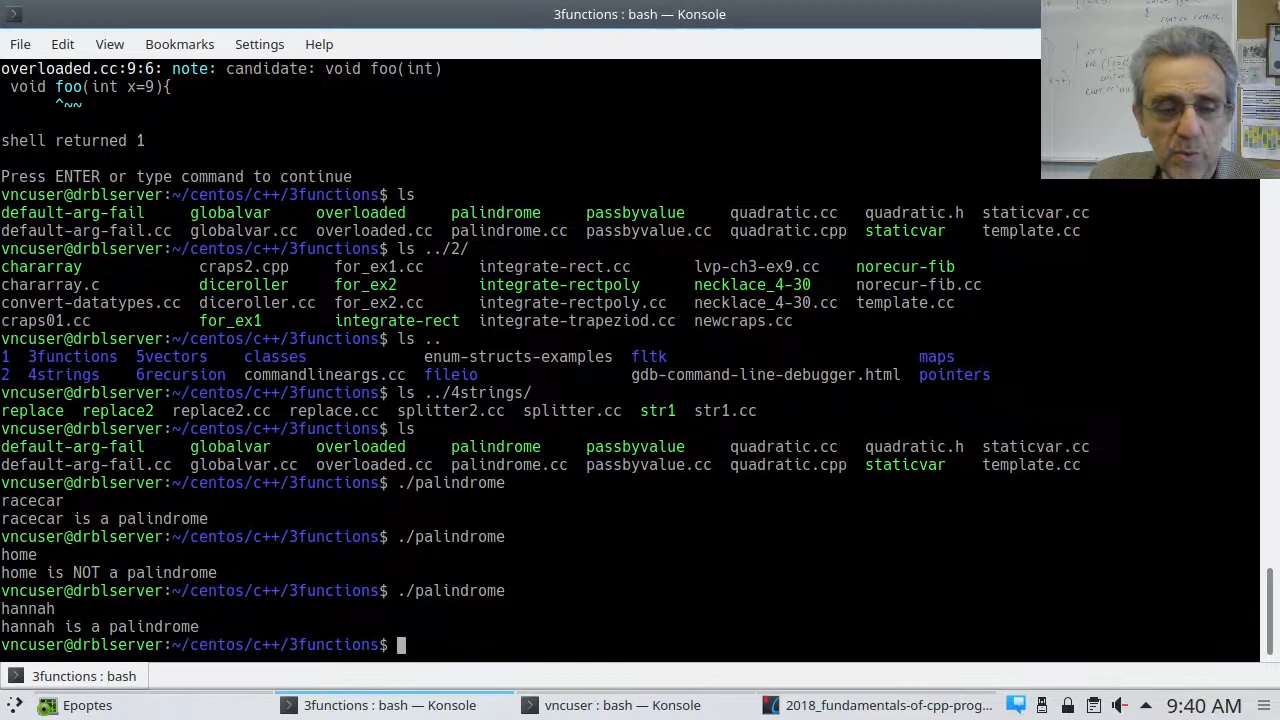 3functions : bash — Konsole
File Edit View Bookmarks Settings Help
overloaded.cc:9:6: note: candidate: void foo(int)
 void foo(int x=9){
      ^~~
shell returned 1
Press ENTER or type command to continue
vncuser@drblserver:~/centos/c++/3functions$ ls
default-arg-fail globalvar overloaded palindrome passbyvalue quadratic.cc quadratic.h staticvar.cc
default-arg-fail.cc globalvar.cc overloaded.cc palindrome.cc passbyvalue.cc quadratic.cpp staticvar template.cc
vncuser@drblserver:~/centos/c++/3functions$ ls ../2/
chararray craps2.cpp for_ex1.cc integrate-rect.cc lvp-ch3-ex9.cc norecur-fib
chararray.c diceroller for_ex2 integrate-rectpoly necklace_4-30 norecur-fib.cc
convert-datatypes.cc diceroller.cc for_ex2.cc integrate-rectpoly.cc necklace_4-30.cc template.cc
craps01.cc for_ex1 integrate-rect integrate-trapeziod.cc newcraps.cc
vncuser@drblserver:~/centos/c++/3functions$ ls ..
1 3functions 5vectors classes enum-structs-examples fltk maps
2 4strings 6recursion commandlineargs.cc fileio gdb-command-line-debugger.html pointers
vncuser@drblserver:~/centos/c++/3functions$ ls ../4strings/
replace replace2 replace2.cc replace.cc splitter2.cc splitter.cc str1 str1.cc
vncuser@drblserver:~/centos/c++/3functions$ ls
default-arg-fail globalvar overloaded palindrome passbyvalue quadratic.cc quadratic.h staticvar.cc
default-arg-fail.cc globalvar.cc overloaded.cc palindrome.cc passbyvalue.cc quadratic.cpp staticvar template.cc
vncuser@drblserver:~/centos/c++/3functions$ ./palindrome
racecar
racecar is a palindrome
vncuser@drblserver:~/centos/c++/3functions$ ./palindrome
home
home is NOT a palindrome
vncuser@drblserver:~/centos/c++/3functions$ ./palindrome
hannah
hannah is a palindrome
vncuser@drblserver:~/centos/c++/3functions$
3functions : bash
Epoptes 3functions : bash — Konsole vncuser : bash — Konsole 2018_fundamentals-of-cpp-prog... 9:40 AM